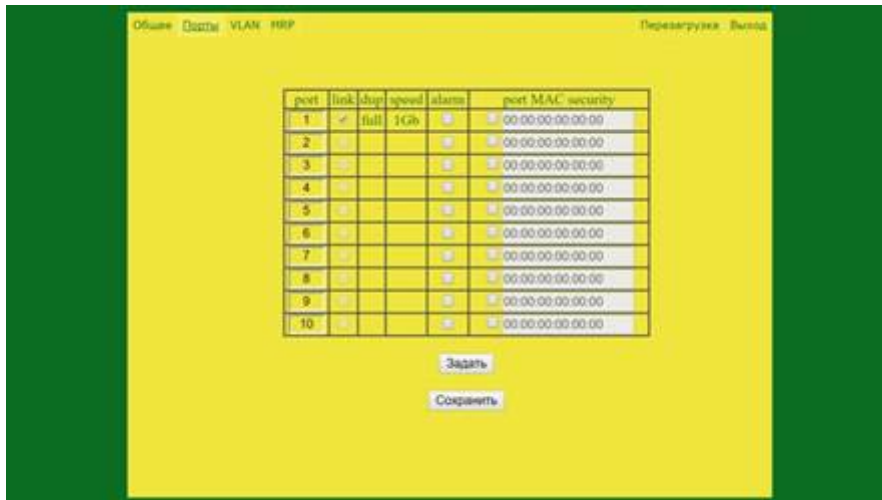 Общее Порты VLAN MRP Перезагрузка Выход
port link dup speed alarm port MAC security
1 full 1Gb 00:00:00:00:00:00
2 00:00:00:00:00:00
3 00:00:00:00:00:00
4 00:00:00:00:00:00
5 00:00:00:00:00:00
6 00:00:00:00:00:00
7 00:00:00:00:00:00
8 00:00:00:00:00:00
9 00:00:00:00:00:00
10 00:00:00:00:00:00
Задать
Сохранить